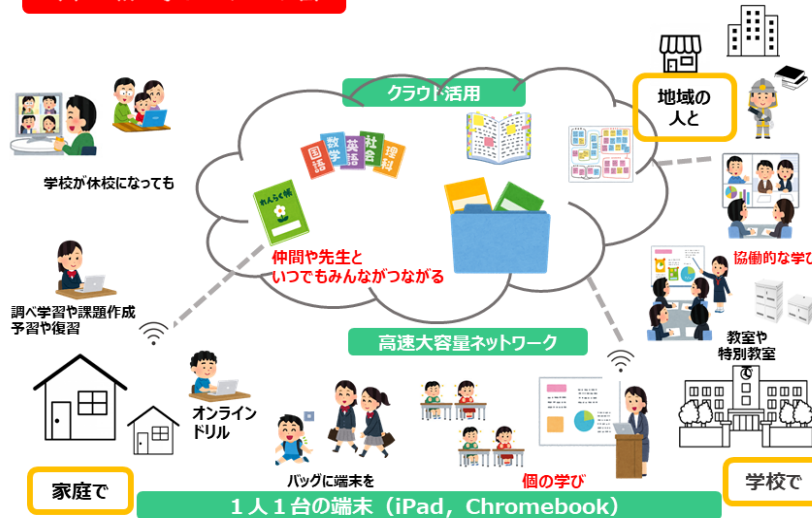 クラウド活用
地域の
人と
国語
数学
英語
社会
理科
れんらく帳
学校が休校になっても
仲間や先生と
いつでもみんながつながる
協働的な学び
調べ学習や課題作成
予習や復習
高速大容量ネットワーク
教室や
特別教室
オンライン
ドリル
バッグに端末を
個の学び
家庭で
学校で
1人1台の端末（iPad，Chromebook）